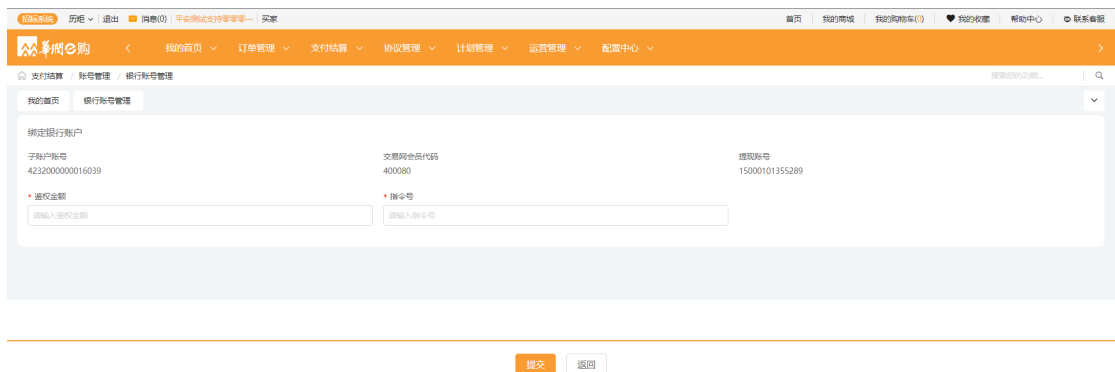 招标系统 历炬 退出 消息(0) 平安测试支持零零零一 买家 首页 我的商城 我的购物车(0) 我的收藏 帮助中心 联系客服
华润e购 < 我的首页 订单管理 支付结算 协议管理 计划管理 运营管理 配置中心 >
支付结算 / 账号管理 / 银行账号管理 搜索您的功能...
我的首页 银行账号管理
绑定银行账户
子账户账号 交易网会员代码 提现账号
4232000000016039 400080 15000101355289
* 鉴权金额 * 指令号
请输入鉴权金额 请输入指令号
提交 返回